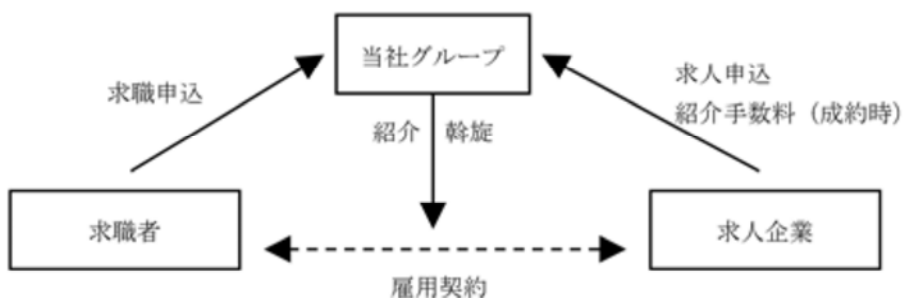 当社グループ
求職申込
求人申込
紹介手数料（成約時）
紹介 斡旋
求職者
求人企業
雇用契約